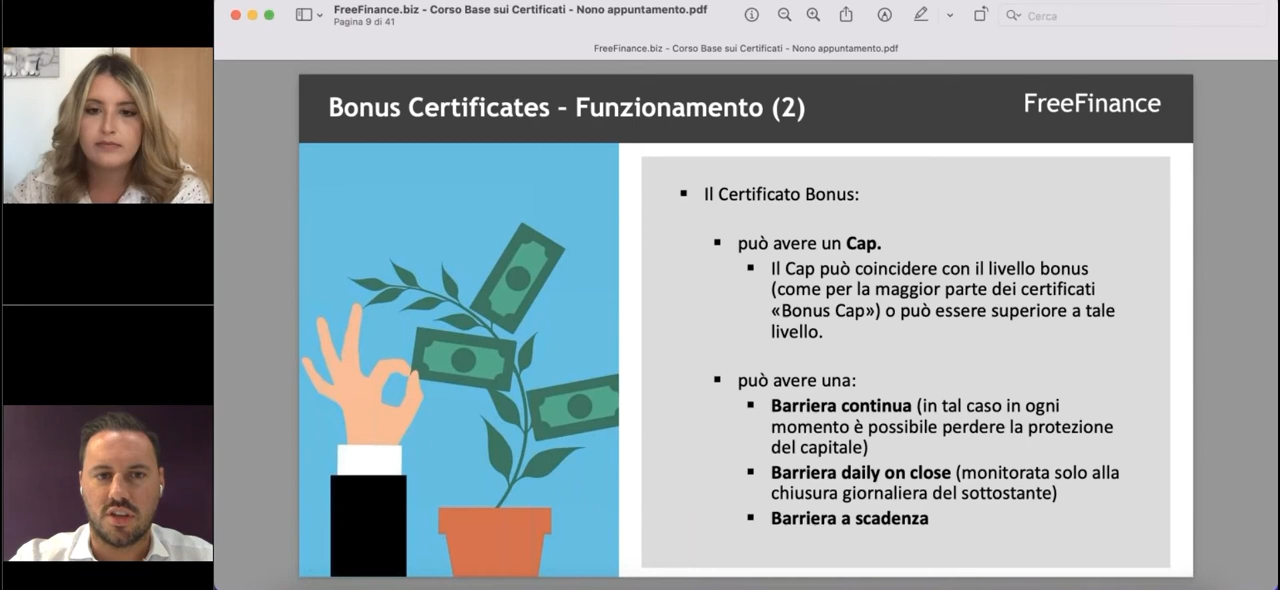 FreeFinance.biz - Corso Base sui Certificati - Nono appuntamento.pdf
Pagina 9 di 41
Cerca
FreeFinance.biz - Corso Base sui Certificati - Nono appuntamento.pdf
Bonus Certificates - Funzionamento (2)
FreeFinance
Il Certificato Bonus:
può avere un Cap.
Il Cap può coincidere con il livello bonus
(come per la maggior parte dei certificati
«Bonus Cap») o può essere superiore a tale
livello.
può avere una:
Barriera continua (in tal caso in ogni
momento è possibile perdere la protezione
del capitale)
Barriera daily on close (monitorata solo alla
chiusura giornaliera del sottostante)
Barriera a scadenza